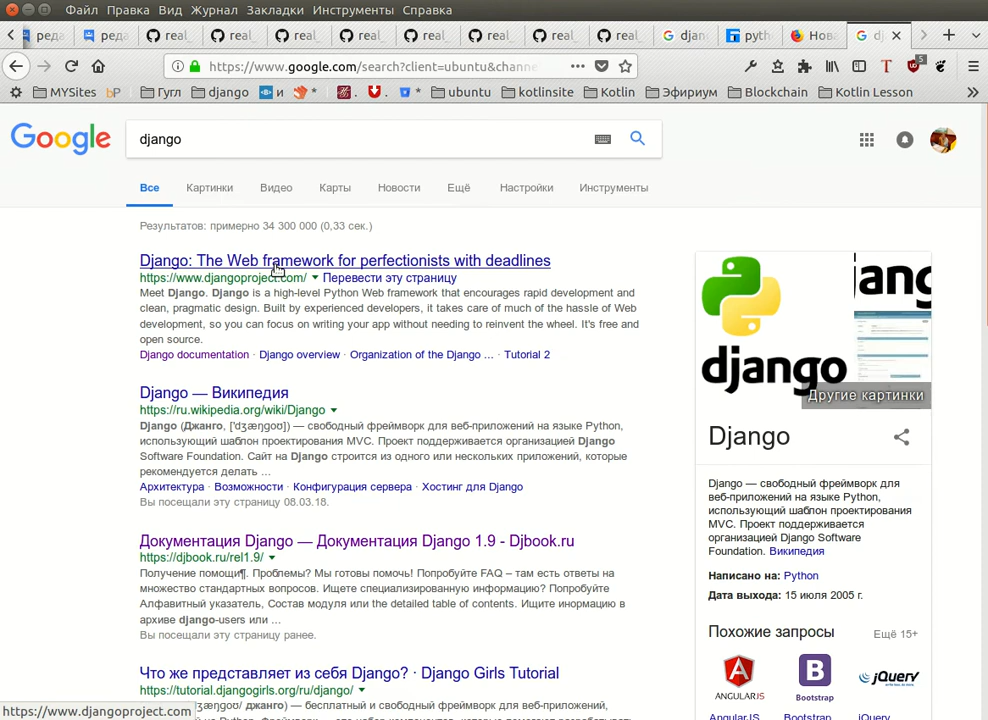 Файл Правка Вид Журнал Закладки Инструменты Справка
реда реда real_ real_ real_ real_ real_ real_ real_ real_ djan pyth Нова dj
https://www.google.com/search?client=ubuntu&channe
MYSites bP Гугл django и * . * ubuntu kotlinsite Kotlin Эфириум Blockchain Kotlin Lesson
Google
django
5
Все Картинки Видео Карты Новости Ещё Настройки Инструменты
Результатов: примерно 34 300 000 (0,33 сек.)
Django: The Web framework for perfectionists with deadlines
https://www.djangoproject.com/ Перевести эту страницу
Meet Django. Django is a high-level Python Web framework that encourages rapid development and
clean, pragmatic design. Built by experienced developers, it takes care of much of the hassle of Web
development, so you can focus on writing your app without needing to reinvent the wheel. It's free and
open source.
Django documentation · Django overview · Organization of the Django ... · Tutorial 2
Django — Википедия
https://ru.wikipedia.org/wiki/Django
Django (Джанго, ['dʒæŋɡoʊ]) — свободный фреймворк для веб-приложений на языке Python,
использующий шаблон проектирования MVC. Проект поддерживается организацией Django
Software Foundation. Сайт на Django строится из одного или нескольких приложений, которые
рекомендуется делать ...
Архитектура · Возможности · Конфигурация сервера · Хостинг для Django
Вы посещали эту страницу 08.03.18.
Документация Django — Документация Django 1.9 - Djbook.ru
https://djbook.ru/rel1.9/
Получение помощи¶. Проблемы? Мы готовы помочь! Попробуйте FAQ – там есть ответы на
множество стандартных вопросов. Ищете специализированную информацию? Попробуйте
Алфавитный указатель, Состав модуля или the detailed table of contents. Ищите инормацию в
архиве django-users или ...
Вы посещали эту страницу ранее.
Что же представляет из себя Django? · Django Girls Tutorial
https://tutorial.djangogirls.org/ru/django/
/ŋɡoʊ/ джанго) — бесплатный и свободный фреймворк для веб-приложений,
https://www.djangoproject.com
django
jang
Другие картинки
Django
Django — свободный фреймворк для
веб-приложений на языке Python,
использующий шаблон проектирования
MVC. Проект поддерживается
организацией Django Software
Foundation. Википедия
Написано на: Python
Дата выхода: 15 июля 2005 г.
Похожие запросы Ещё 15+
ANGULARJS Bootstrap jQuery
AngularJS Bootstrap jQuery